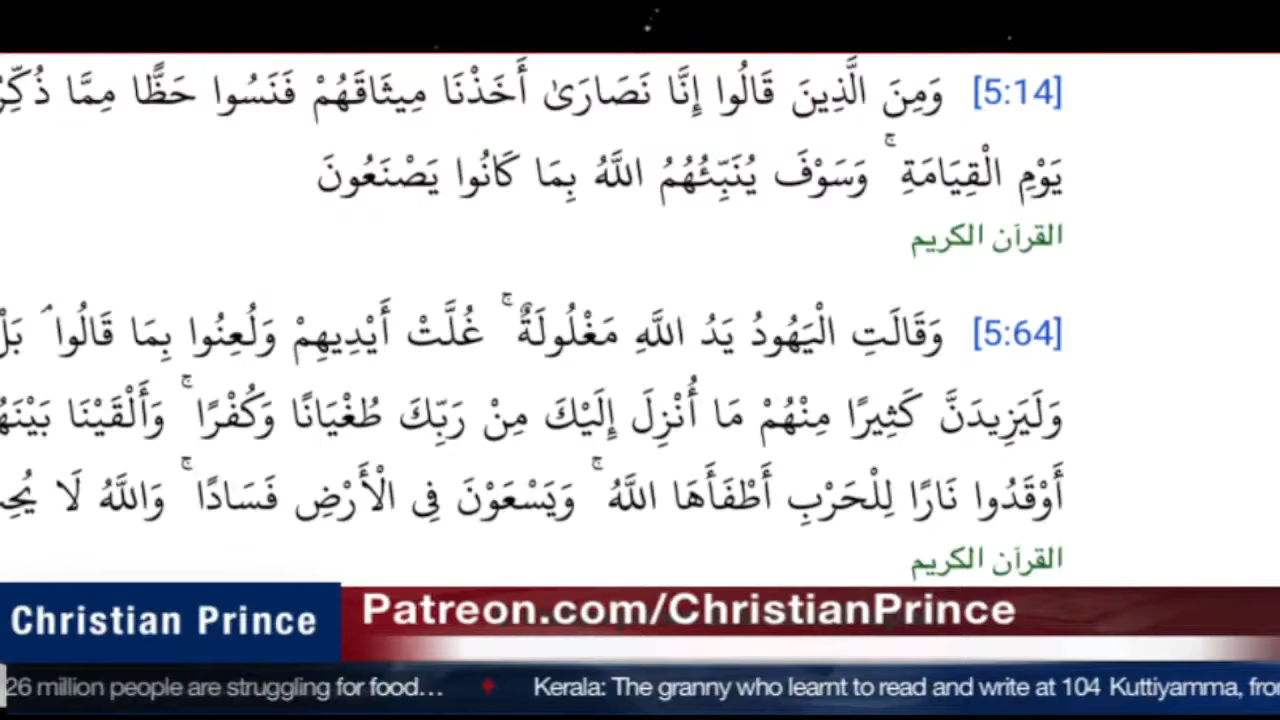 [5:14] وَمِنَ الَّذِينَ قَالُوا إِنَّا نَصَارَىٰ أَخَذْنَا مِيثَاقَهُمْ فَنَسُوا حَظًّا مِمَّا
يَوْمِ الْقِيَامَةِ ۚ وَسَوْفَ يُنَبِّئُهُمُ اللَّهُ بِمَا كَانُوا يَصْنَعُونَ
القرآن الكريم
[5:64] وَقَالَتِ الْيَهُودُ يَدُ اللَّهِ مَغْلُولَةٌ ۚ غُلَّتْ أَيْدِيهِمْ وَلُعِنُوا بِمَا قَالُوا ۘ بَلْ
وَلَيَزِيدَنَّ كَثِيرًا مِنْهُمْ مَا أُنْزِلَ إِلَيْكَ مِنْ رَبِّكَ طُغْيَانًا وَكُفْرًا ۚ وَأَلْقَيْنَا
أَوْقَدُوا نَارًا لِلْحَرْبِ أَطْفَأَهَا اللَّهُ ۚ وَيَسْعَوْنَ فِي الْأَرْضِ فَسَادًا ۚ وَاللَّهُ لَا
القرآن الكريم
Christian Prince
Patreon.com/ChristianPrince
26 million people are struggling for food... Kerala: The granny who learnt to read and write at 104 Kuttiyamma,